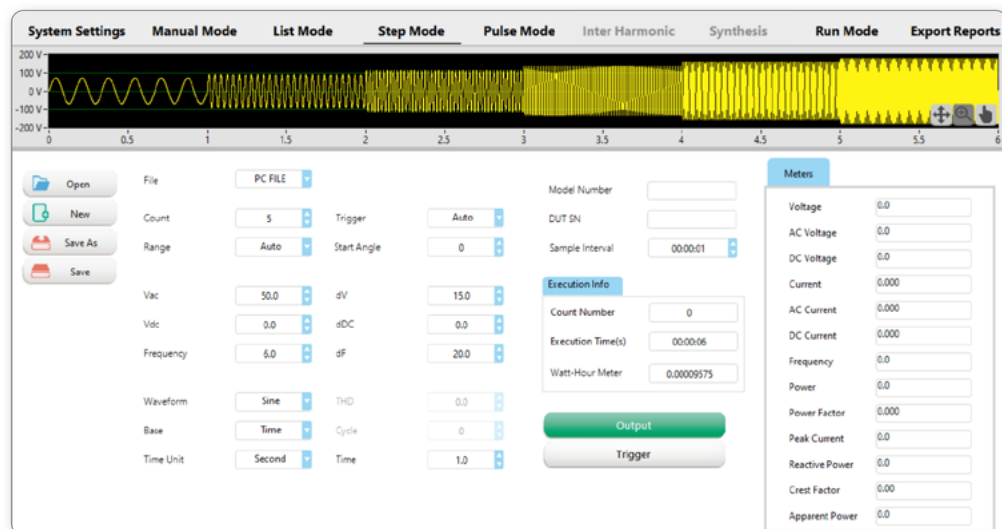 System Settings Manual Mode List Mode Step Mode Pulse Mode Inter Harmonic Synthesis Run Mode Export Reports
200 V
100 V
0 V
-100 V
-200 V
0 0.5 1 1.5 2 2.5 3 3.5 4 4.5 5 5.5 6
Open
New
Save As
Save
File PC FILE
Count 5 Trigger Auto
Range Auto Start Angle 0
Vac 50.0 dV 15.0
Vdc 0.0 dDC 0.0
Frequency 6.0 dF 20.0
Waveform Sine THD 0.0
Base Time Cycle 0
Time Unit Second Time 1.0
Model Number
DUT SN
Sample Interval 00:00:01
Execution Info
Count Number 0
Execution Time(s) 00:00:06
Watt-Hour Meter 0.00009575
Output
Trigger
Meters
Voltage 0.0
AC Voltage 0.0
DC Voltage 0.0
Current 0.000
AC Current 0.000
DC Current 0.000
Frequency 0.0
Power 0.0
Power Factor 0.000
Peak Current 0.0
Reactive Power 0.0
Crest Factor 0.00
Apparent Power 0.0